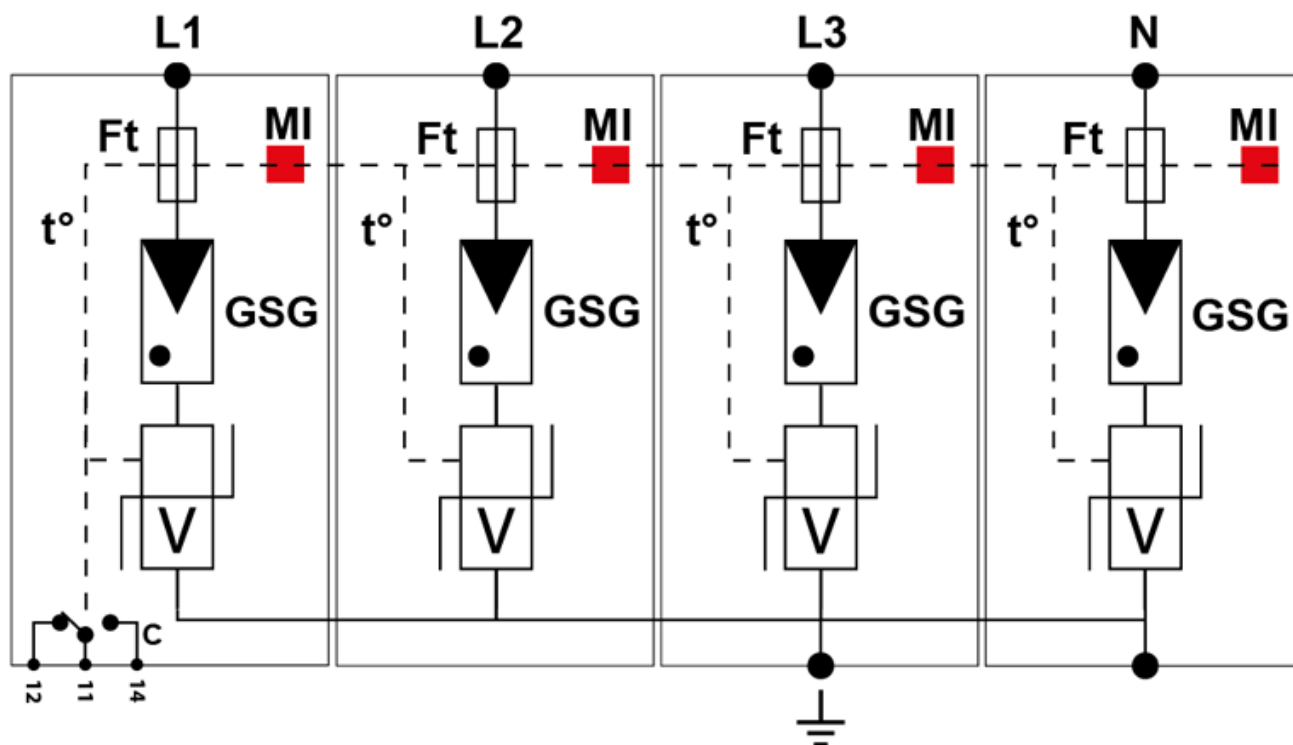 L1 L2 L3 N
Ft MI Ft MI Ft MI Ft MI
t° t° t° t°
GSG GSG GSG GSG
V V V V
C
12 11 14